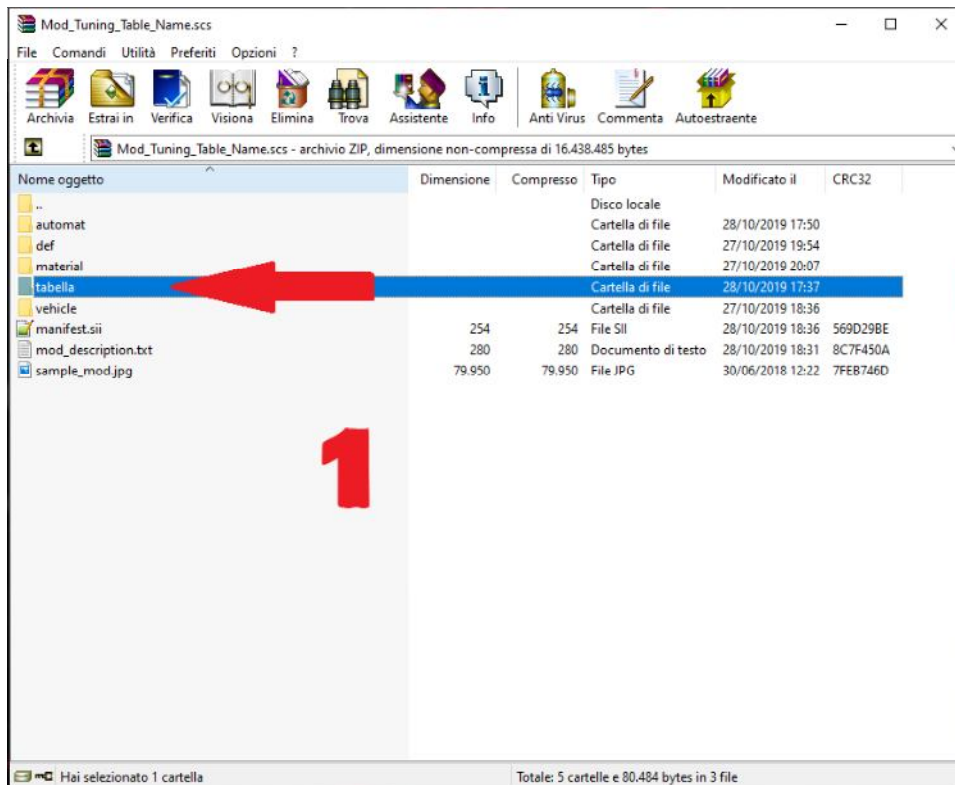 Mod_Tuning_Table_Name.scs
File Comandi Utilità Preferiti Opzioni ?
Archivia Estrai in Verifica Visiona Elimina Trova Assistente Info Anti Virus Commenta Autoestraente
Mod_Tuning_Table_Name.scs - archivio ZIP, dimensione non-compressa di 16.438.485 bytes
Nome oggetto Dimensione Compresso Tipo Modificato il CRC32
.. Disco locale
automat Cartella di file 28/10/2019 17:50
def Cartella di file 27/10/2019 19:54
material Cartella di file 27/10/2019 20:07
tabella Cartella di file 28/10/2019 17:37
vehicle Cartella di file 27/10/2019 18:36
manifest.sii 254 254 File SII 28/10/2019 18:36 569D29BE
mod_description.txt 280 280 Documento di testo 28/10/2019 18:31 8C7F450A
sample_mod.jpg 79.950 79.950 File JPG 30/06/2018 12:22 7FEB746D
1
Hai selezionato 1 cartella Totale: 5 cartelle e 80.484 bytes in 3 file